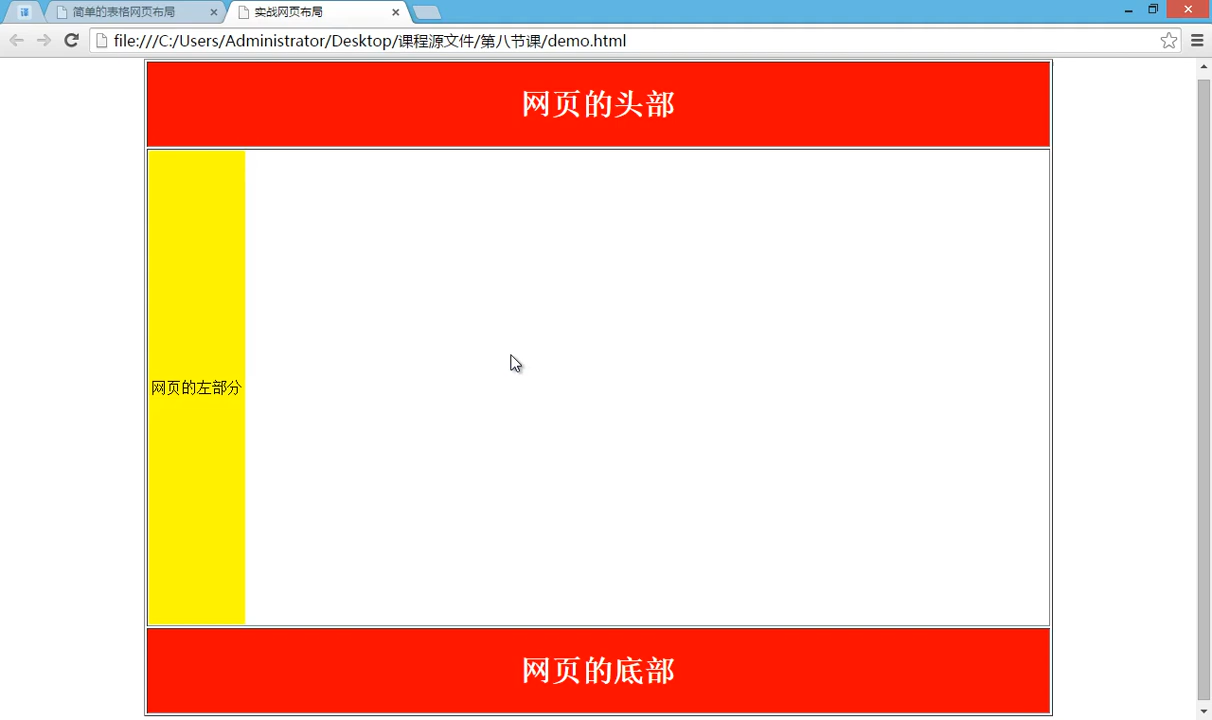 简单的表格网页布局
实战网页布局
file:///C:/Users/Administrator/Desktop/课程源文件/第八节课/demo.html
网页的头部
网页的左部分
网页的底部